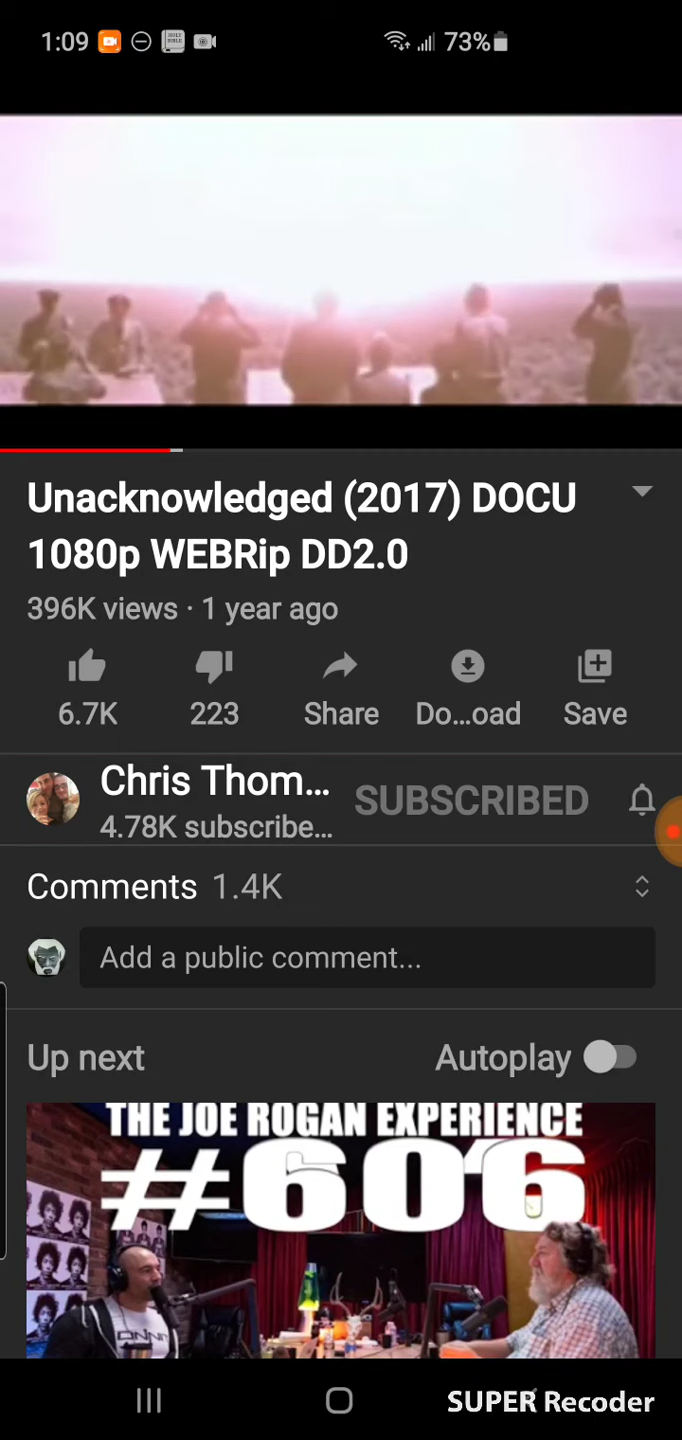 1:09
73%
Unacknowledged (2017) DOCU
1080p WEBRip DD2.0
396K views · 1 year ago
6.7K
223
Share
Do...oad
Save
Chris Thom...
SUBSCRIBED
4.78K subscribe...
Comments 1.4K
Add a public comment...
Up next
Autoplay
THE JOE ROGAN EXPERIENCE
#606
ONNIT
SUPER Recoder